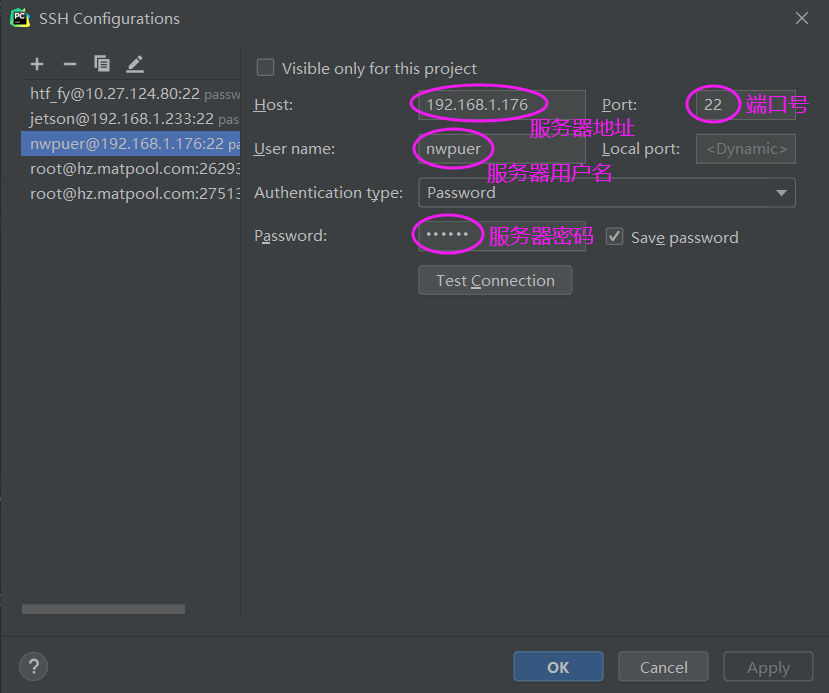 PC SSH Configurations
htf_fy@10.27.124.80:22 passw
jetson@192.168.1.233:22 pas
nwpuer@192.168.1.176:22 pa
root@hz.matpool.com:26293
root@hz.matpool.com:27513
Visible only for this project
Host: 192.168.1.176 Port: 22 端口号
服务器地址
User name: nwpuer Local port: <Dynamic>
服务器用户名
Authentication type: Password
Password: •••••• 服务器密码 Save password
Test Connection
? OK Cancel Apply